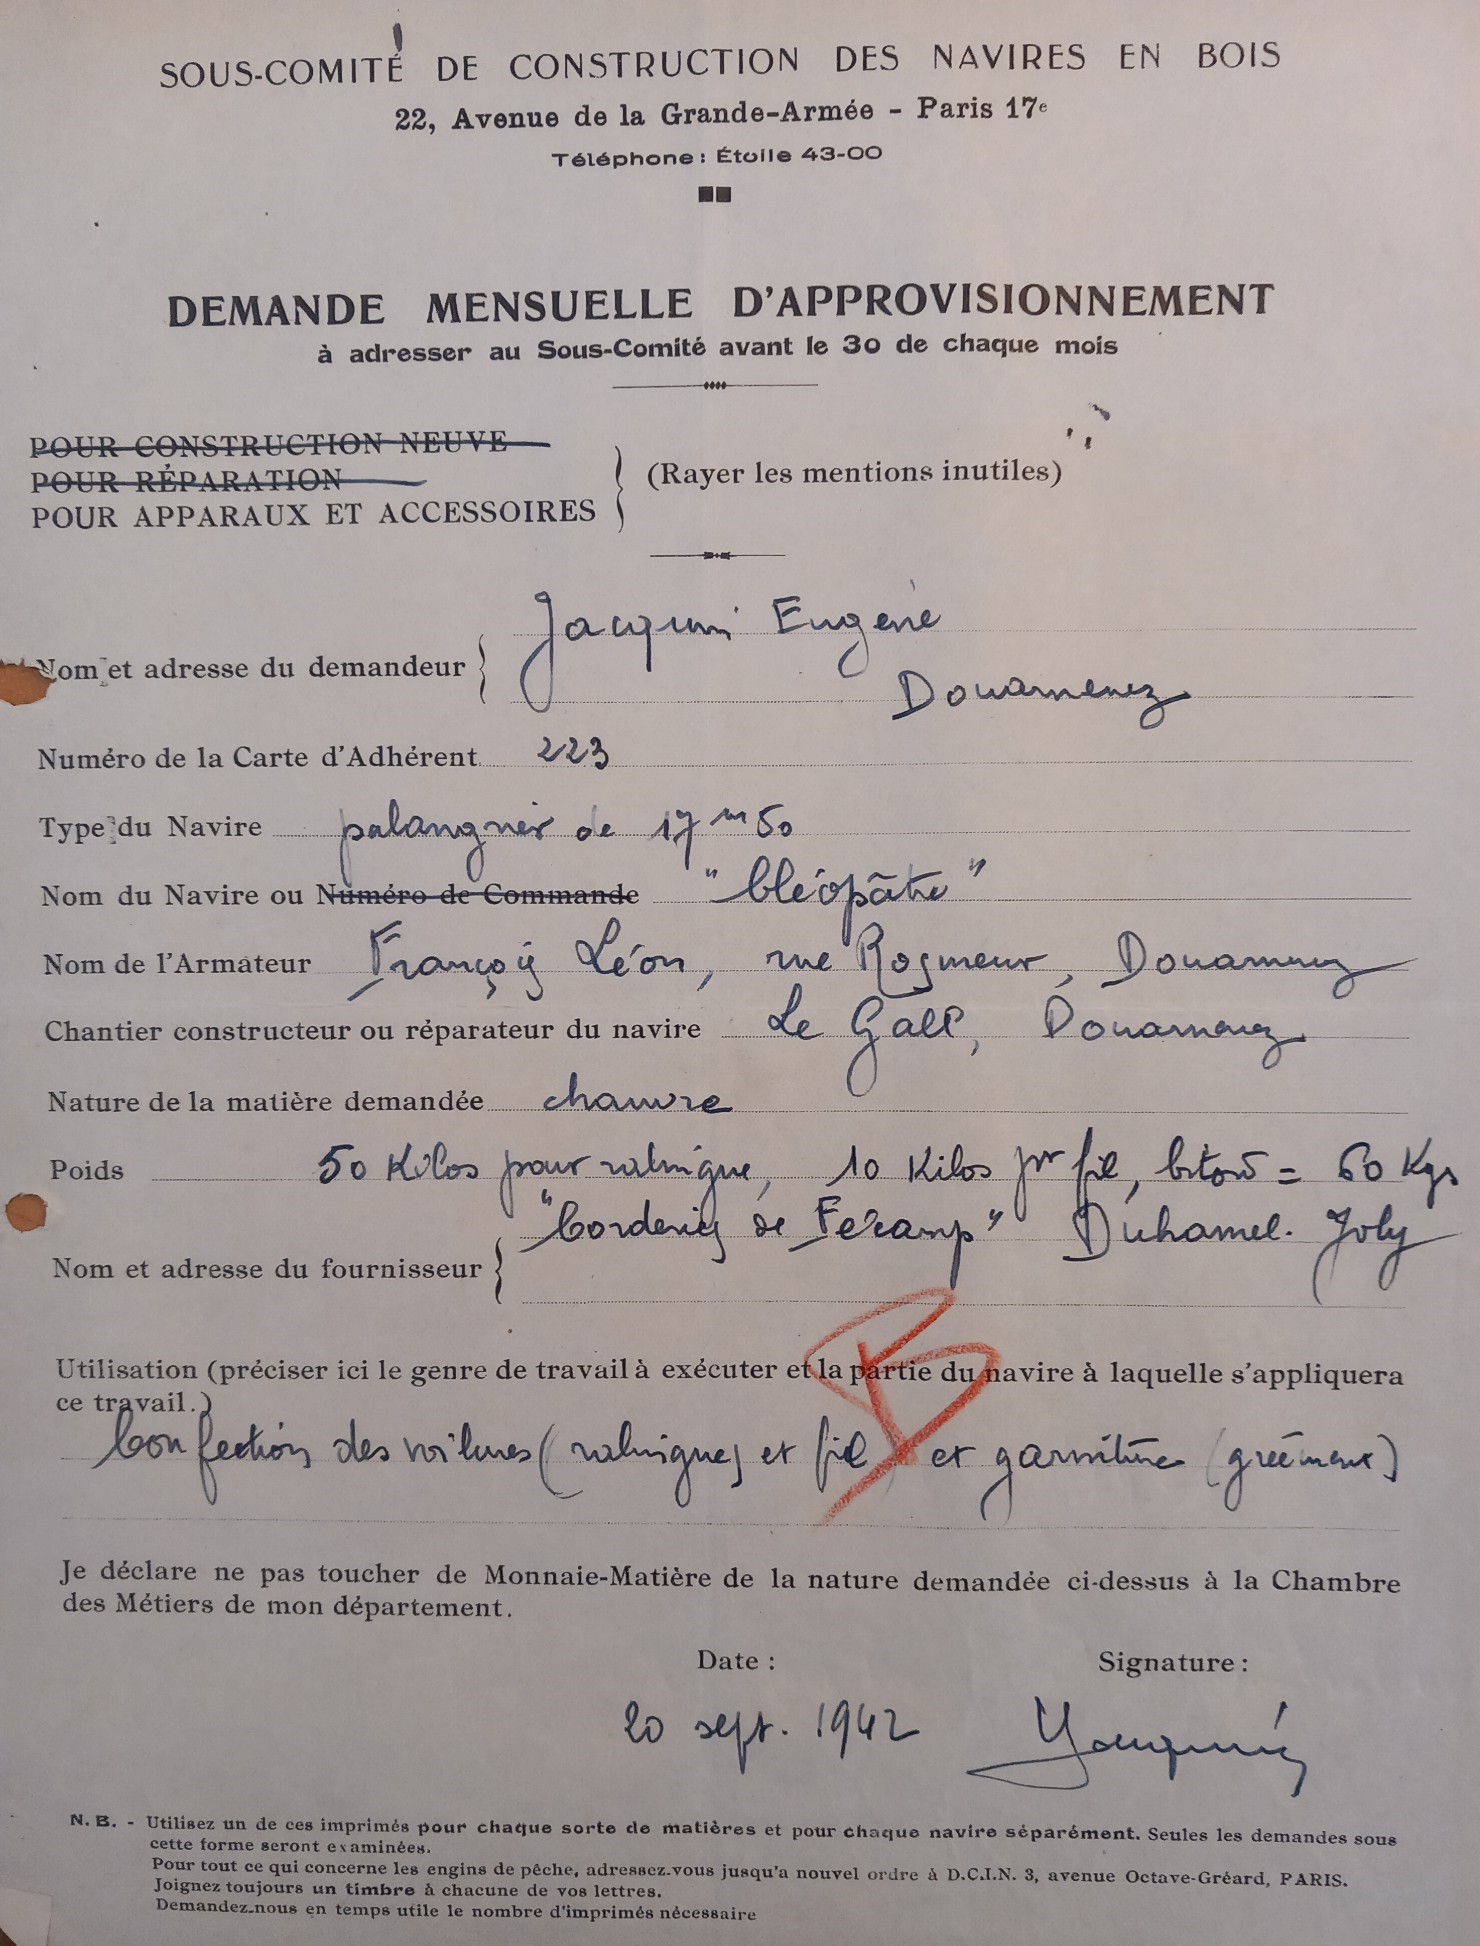 SOUS-COMITÉ DE CONSTRUCTION DES NAVIRES EN BOIS
22, Avenue de la Grande-Armée - Paris 17e
Téléphone : Étoile 43-00
DEMANDE MENSUELLE D'APPROVISIONNEMENT
à adresser au Sous-Comité avant le 30 de chaque mois
POUR CONSTRUCTION NEUVE
POUR RÉPARATION
POUR APPARAUX ET ACCESSOIRES
(Rayer les mentions inutiles)
Nom et adresse du demandeur Jacquin Eugène
Douarnenez
Numéro de la Carte d'Adhérent 223
Type du Navire palangrier de 17m50
Nom du Navire ou Numéro de Commande "Cléopâtre"
Nom de l'Armateur François Léon, rue Rosmeur, Douarnenez
Chantier constructeur ou réparateur du navire Le Gall, Douarnenez
Nature de la matière demandée chanvre
Poids 50 Kilos pour ralingue, 10 Kilos pr fil, bitord = 60 Kgs
Nom et adresse du fournisseur "Corderies de Fécamp" Duhamel. Joly
Utilisation (préciser ici le genre de travail à exécuter et la partie du navire à laquelle s'appliquera
ce travail.)
Confection des voilures (ralingues et fil) et garniture (gréement)
Je déclare ne pas toucher de Monnaie-Matière de la nature demandée ci-dessus à la Chambre
des Métiers de mon département.
Date : Signature :
20 sept. 1942
N. B. - Utilisez un de ces imprimés pour chaque sorte de matières et pour chaque navire séparément. Seules les demandes sous
cette forme seront examinées.
Pour tout ce qui concerne les engins de pêche, adressez-vous jusqu'a nouvel ordre à D.C.I.N. 3, avenue Octave-Gréard, PARIS.
Joignez toujours un timbre à chacune de vos lettres.
Demandez-nous en temps utile le nombre d'imprimés nécessaire